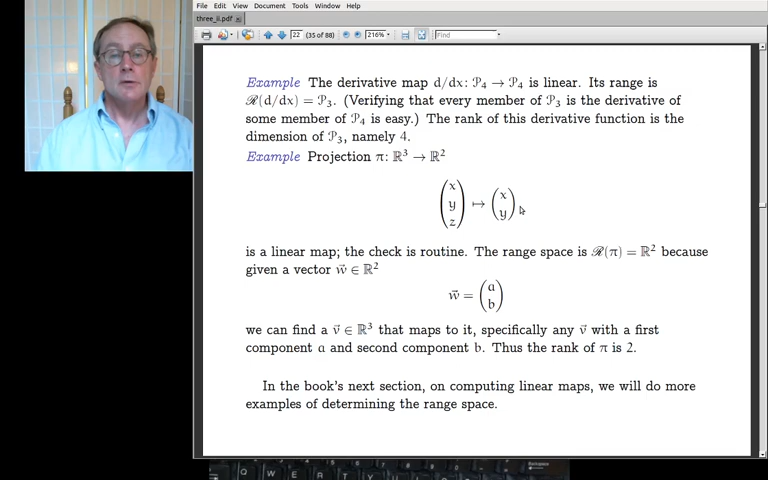 File Edit View Document Tools Window Help
three_ii.pdf
22 (35 of 88) 216% Find
Example The derivative map d/dx: 𝒫₄ → 𝒫₄ is linear. Its range is
ℛ(d/dx) = 𝒫₃. (Verifying that every member of 𝒫₃ is the derivative of
some member of 𝒫₄ is easy.) The rank of this derivative function is the
dimension of 𝒫₃, namely 4.
Example Projection π: ℝ³ → ℝ²
(x y z) ↦ (x y)
is a linear map; the check is routine. The range space is ℛ(π) = ℝ² because
given a vector w⃗ ∈ ℝ²
w⃗ = (a b)
we can find a v⃗ ∈ ℝ³ that maps to it, specifically any v⃗ with a first
component a and second component b. Thus the rank of π is 2.
In the book's next section, on computing linear maps, we will do more
examples of determining the range space.
Q W E R